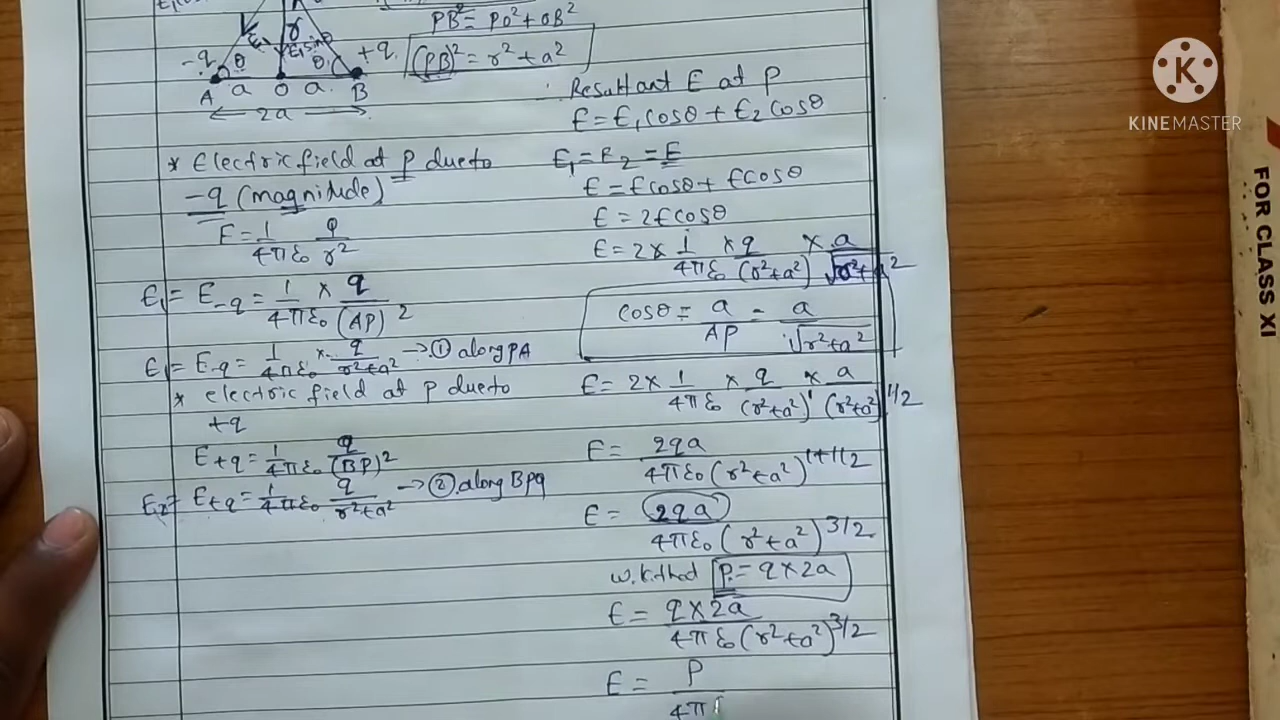 PB² = PO² + OB²
(PB)² = r² + a²
-q
θ
E₁
r
E₁sinθ
θ
+q
A a O a B
2a
* Electric field at P due to
-q (magnitude)
E = 1/4πε₀ Q/r²
E₁ = E-q = 1/4πε₀ × q/(AP)²
E₁ = E-q = 1/4πε₀ × q/r²+a² → ① along PA
* electric field at P due to
+q
E+q = 1/4πε₀ q/(BP)²
E₂ = E+q = 1/4πε₀ q/r²+a² → ② along BPq
∴ Resultant E at P
E = E₁cosθ + E₂cosθ
E₁ = E₂ = E
E = Ecosθ + Ecosθ
E = 2Ecosθ
E = 2 × 1/4πε₀ × q/(r²+a²) × a/√r²+a²
cosθ = a/AP = a/√r²+a²
E = 2 × 1/4πε₀ × q/(r²+a²)¹ × a/(r²+a²)^1/2
E = 2qa/4πε₀(r²+a²)^1+1/2
E = 2qa/4πε₀(r²+a²)^3/2
W.K.that P = q×2a
E = q×2a/4πε₀(r²+a²)^3/2
E = P/4π
KINEMASTER
FOR CLASS XI